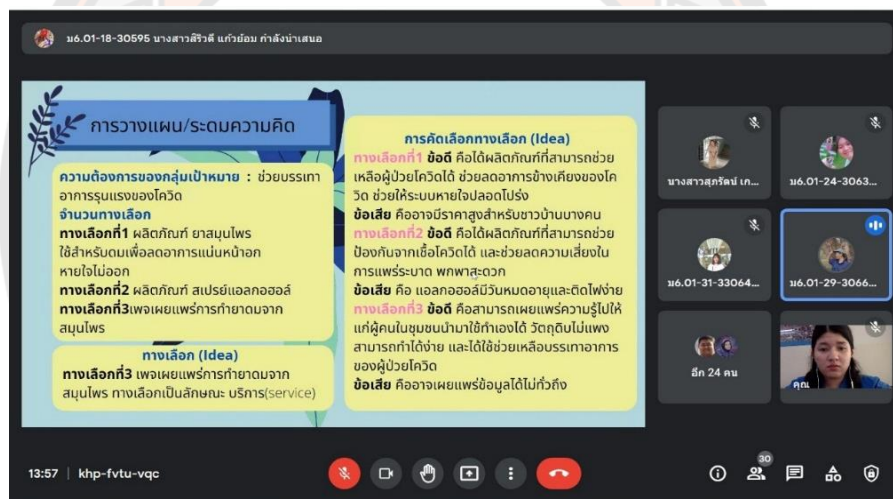 ม6.01-18-30595 นางสาวสิริวดี แก้วย้อม กำลังนำเสนอ
การวางแผน/ระดมความคิด
ความต้องการของกลุ่มเป้าหมาย : ช่วยบรรเทา
อาการรุนแรงของโควิด
จำนวนทางเลือก
ทางเลือกที่1 ผลิตภัณฑ์ ยาสมุนไพร
ใช้สำหรับดมเพื่อลดอาการแน่นหน้าอก
หายใจไม่ออก
ทางเลือกที่2 ผลิตภัณฑ์ สเปรย์แอลกอฮอล์
ทางเลือกที่3เพจเผยแพร่การทำยาดมจาก
สมุนไพร
ทางเลือก (Idea)
ทางเลือกที่3 เพจเผยแพร่การทำยาดมจาก
สมุนไพร ทางเลือกเป็นลักษณะ บริการ(service)
การคัดเลือกทางเลือก (Idea)
ทางเลือกที่1 ข้อดี คือได้ผลิตภัณฑ์ที่สามารถช่วย
เหลือผู้ป่วยโควิดได้ ช่วยลดอาการข้างเคียงของโค
วิด ช่วยให้ระบบหายใจปลอดโปร่ง
ข้อเสีย คืออาจมีราคาสูงสำหรับชาวบ้านบางคน
ทางเลือกที่2 ข้อดี คือได้ผลิตภัณฑ์ที่สามารถช่วย
ป้องกันจากเชื้อโควิดได้ และช่วยลดความเสี่ยงใน
การแพร่ระบาด พกพาสะดวก
ข้อเสีย คือ แอลกอฮอล์มีวันหมดอายุและติดไฟง่าย
ทางเลือกที่3 ข้อดี คือสามารถเผยแพร่ความรู้ไปให้
แก่ผู้คนในชุมชนนำมาใช้ทำเองได้ วัตถุดิบไม่แพง
สามารถทำได้ง่าย และได้ใช้ช่วยเหลือบรรเทาอาการ
ของผู้ป่วยโควิด
ข้อเสีย คืออาจเผยแพร่ข้อมูลได้ไม่ทั่วถึง
นางสาวสุภรัตน์ เก...
ม6.01-24-3063...
ม6.01-31-33064...
ม6.01-29-3066...
อีก 24 คน
คุณ
13:57 | khp-fvtu-vqc
30